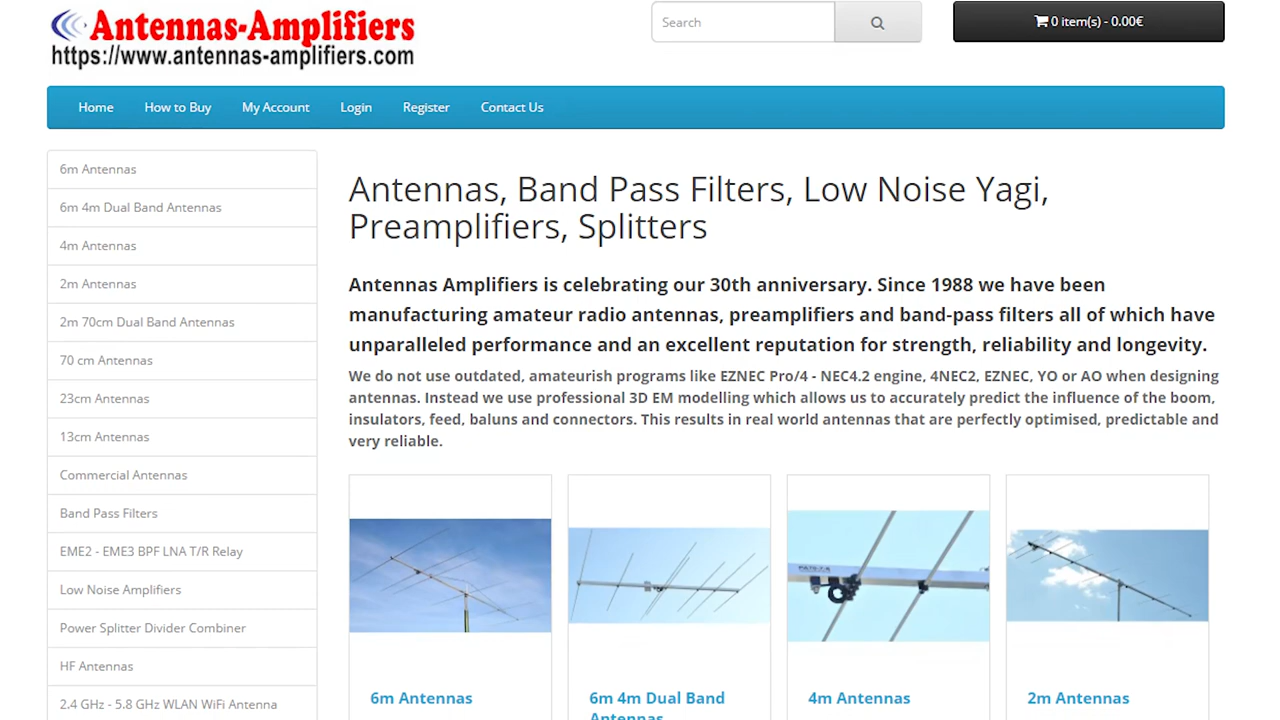 Antennas-Amplifiers
https://www.antennas-amplifiers.com
Search
0 item(s) - 0.00€
Home
How to Buy
My Account
Login
Register
Contact Us
6m Antennas
6m 4m Dual Band Antennas
4m Antennas
2m Antennas
2m 70cm Dual Band Antennas
70 cm Antennas
23cm Antennas
13cm Antennas
Commercial Antennas
Band Pass Filters
EME2 - EME3 BPF LNA T/R Relay
Low Noise Amplifiers
Power Splitter Divider Combiner
HF Antennas
2.4 GHz - 5.8 GHz WLAN WiFi Antenna
Antennas, Band Pass Filters, Low Noise Yagi,
Preamplifiers, Splitters
Antennas Amplifiers is celebrating our 30th anniversary. Since 1988 we have been
manufacturing amateur radio antennas, preamplifiers and band-pass filters all of which have
unparalleled performance and an excellent reputation for strength, reliability and longevity.
We do not use outdated, amateurish programs like EZNEC Pro/4 - NEC4.2 engine, 4NEC2, EZNEC, YO or AO when designing
antennas. Instead we use professional 3D EM modelling which allows us to accurately predict the influence of the boom,
insulators, feed, baluns and connectors. This results in real world antennas that are perfectly optimised, predictable and
very reliable.
6m Antennas
6m 4m Dual Band
Antennas
4m Antennas
2m Antennas